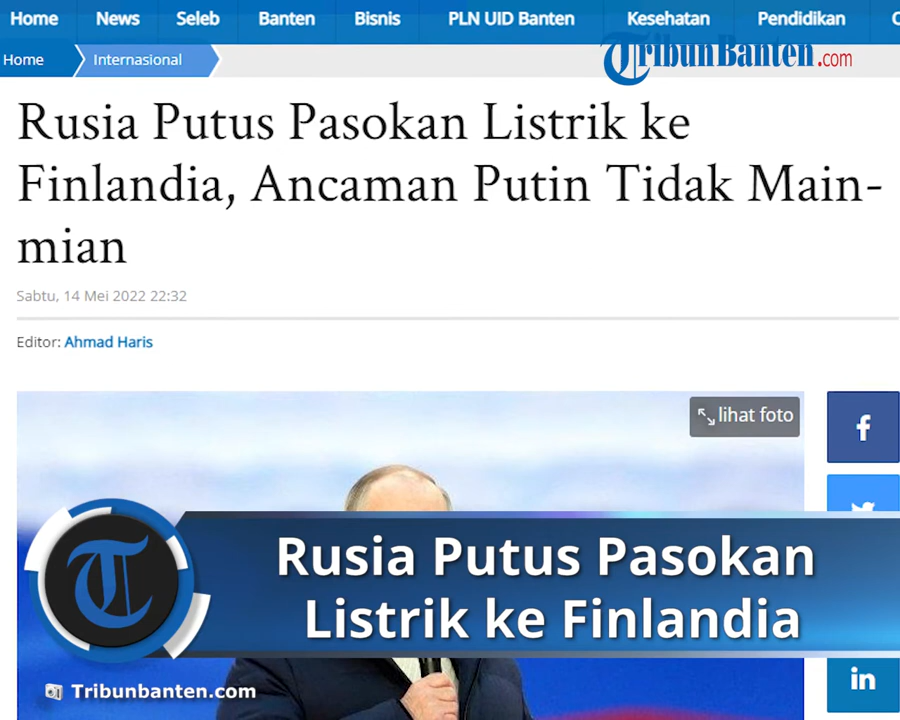 Home News Seleb Banten Bisnis PLN UID Banten Kesehatan Pendidikan
Home Internasional
TribunBanten.com
Rusia Putus Pasokan Listrik ke
Finlandia, Ancaman Putin Tidak Main-
mian
Sabtu, 14 Mei 2022 22:32
Editor: Ahmad Haris
lihat foto
f
Rusia Putus Pasokan
Listrik ke Finlandia
T
in
Tribunbanten.com